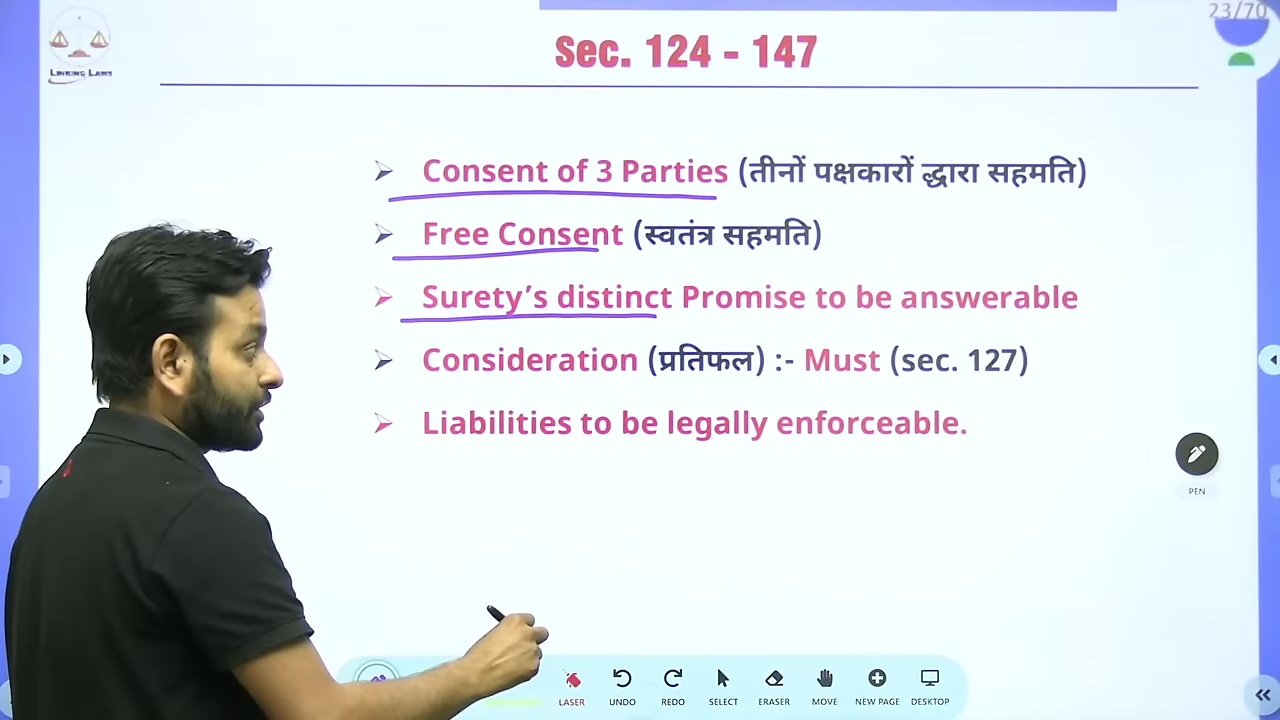 23/70
LINKING LAWS
Sec. 124 - 147
➢ Consent of 3 Parties (तीनों पक्षकारों द्धारा सहमति)
➢ Free Consent (स्वतंत्र सहमति)
➢ Surety's distinct Promise to be answerable
➢ Consideration (प्रतिफल) :- Must (sec. 127)
➢ Liabilities to be legally enforceable.
PEN
LASER UNDO REDO SELECT ERASER MOVE NEW PAGE DESKTOP